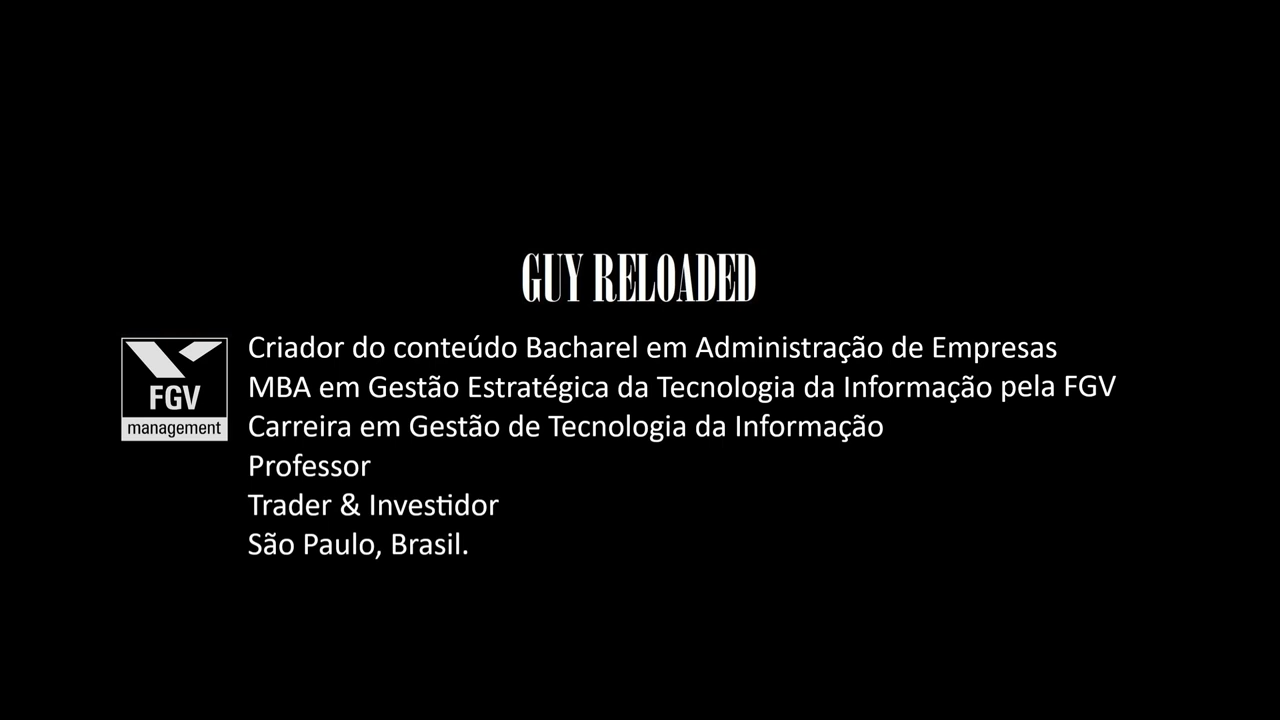 GUY RELOADED
FGV
management
Criador do conteúdo Bacharel em Administração de Empresas
MBA em Gestão Estratégica da Tecnologia da Informação pela FGV
Carreira em Gestão de Tecnologia da Informação
Professor
Trader & Investidor
São Paulo, Brasil.